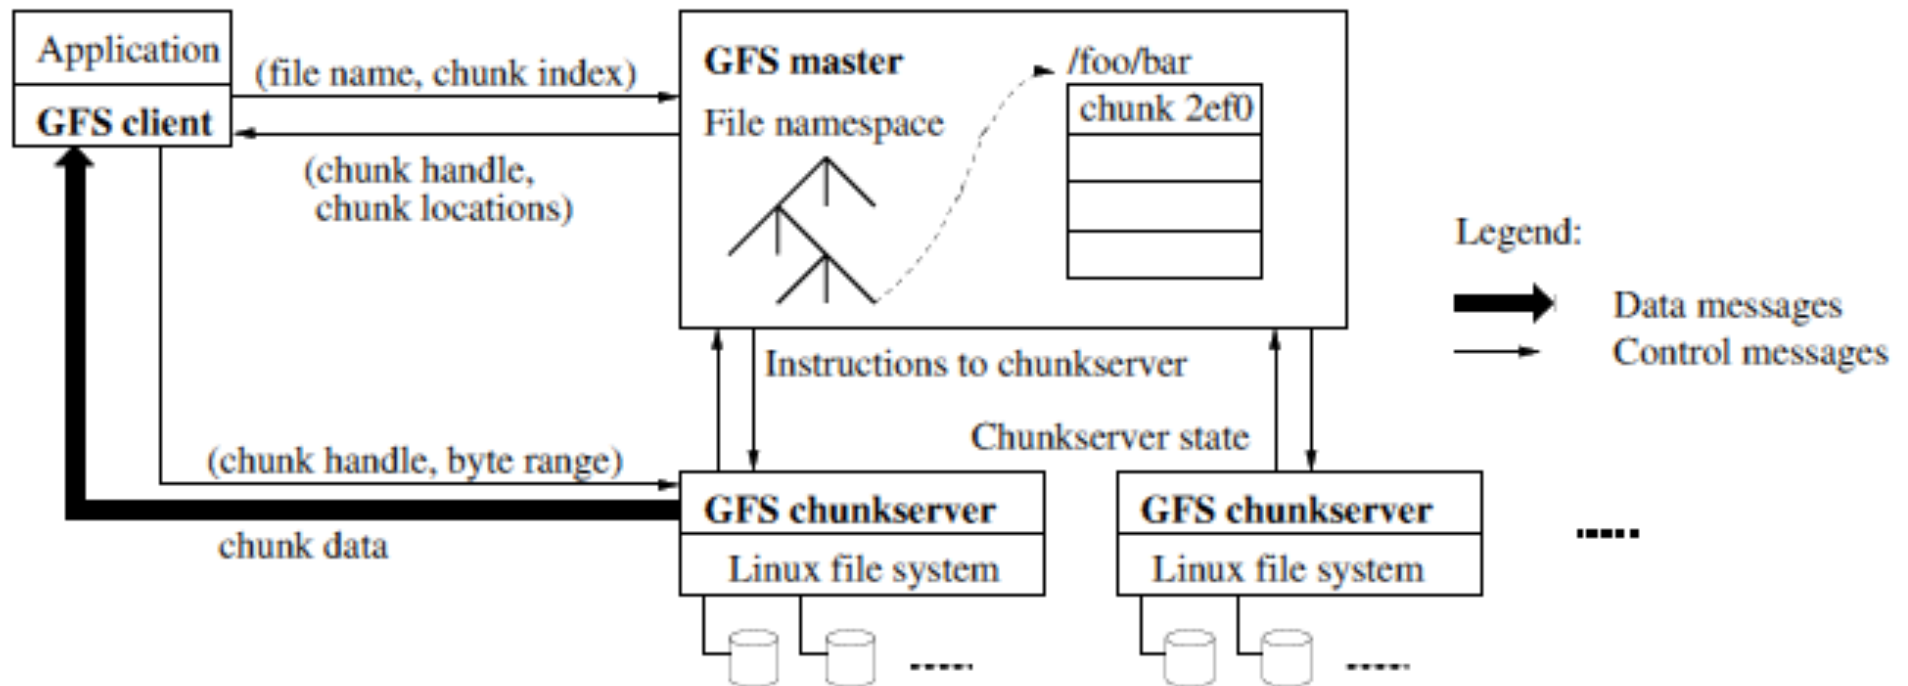 Application
GFS client
(file name, chunk index)
(chunk handle,
chunk locations)
GFS master
File namespace
/foo/bar
chunk 2ef0
Legend:
Data messages
Control messages
Instructions to chunkserver
Chunkserver state
(chunk handle, byte range)
chunk data
GFS chunkserver
Linux file system
GFS chunkserver
Linux file system